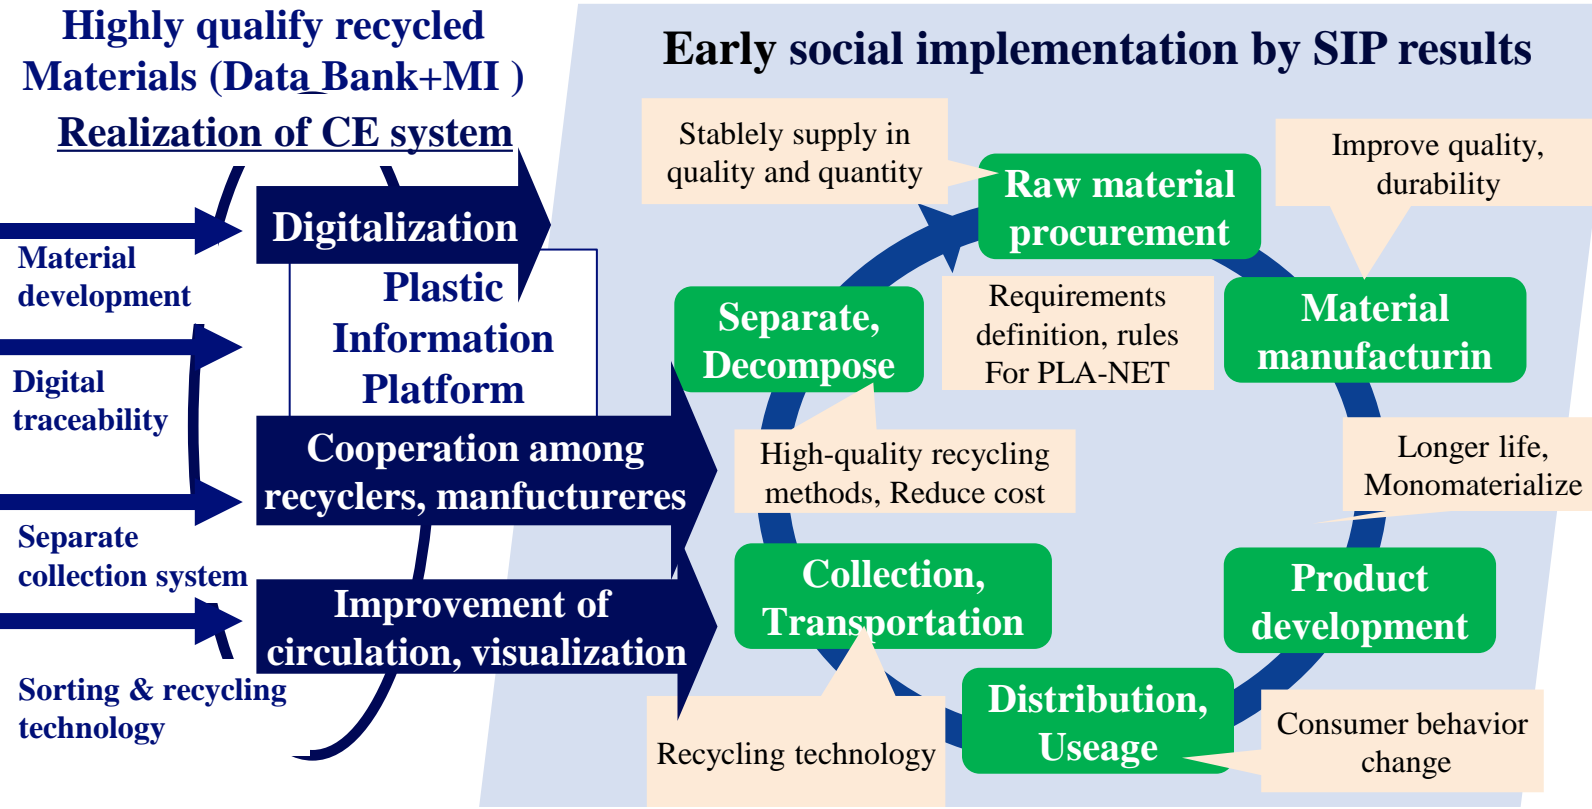 Highly qualify recycled
Materials (Data Bank+MI )
Realization of CE system
Material
development
Digital
traceability
Separate
collection system
Sorting & recycling
technology
Digitalization
Plastic
Information
Platform
Cooperation among
recyclers, manfuctureres
Improvement of
circulation, visualization
Early social implementation by SIP results
Stablely supply in
quality and quantity
Raw material
procurement
Improve quality,
durability
Separate,
Decompose
Requirements
definition, rules
For PLA-NET
Material
manufacturin
High-quality recycling
methods, Reduce cost
Longer life,
Monomaterialize
Collection,
Transportation
Product
development
Recycling technology
Distribution,
Useage
Consumer behavior
change